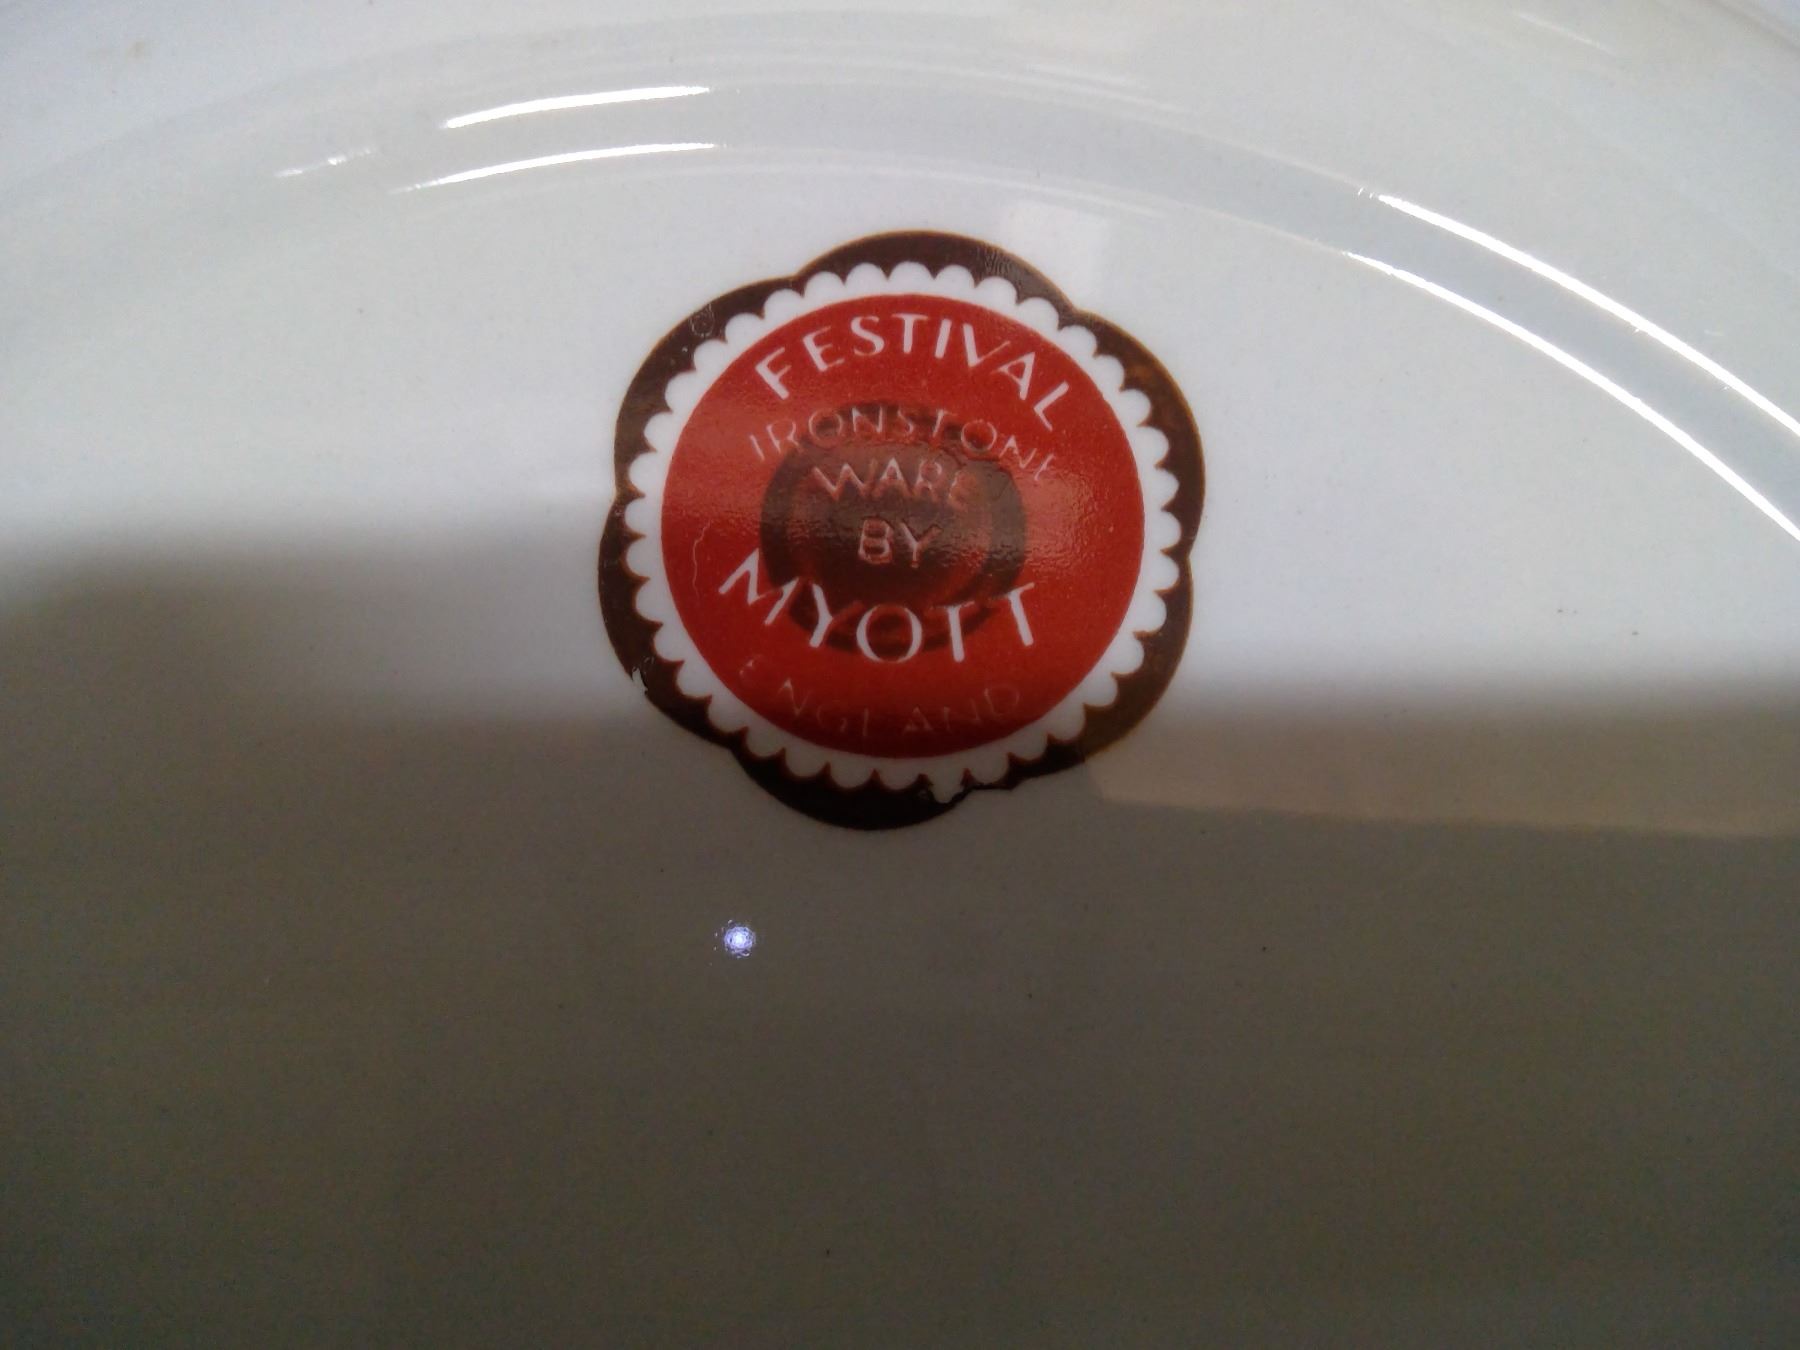 FESTIVAL
IRONSTONE
WARE
BY
MYOTT
ENGLAND